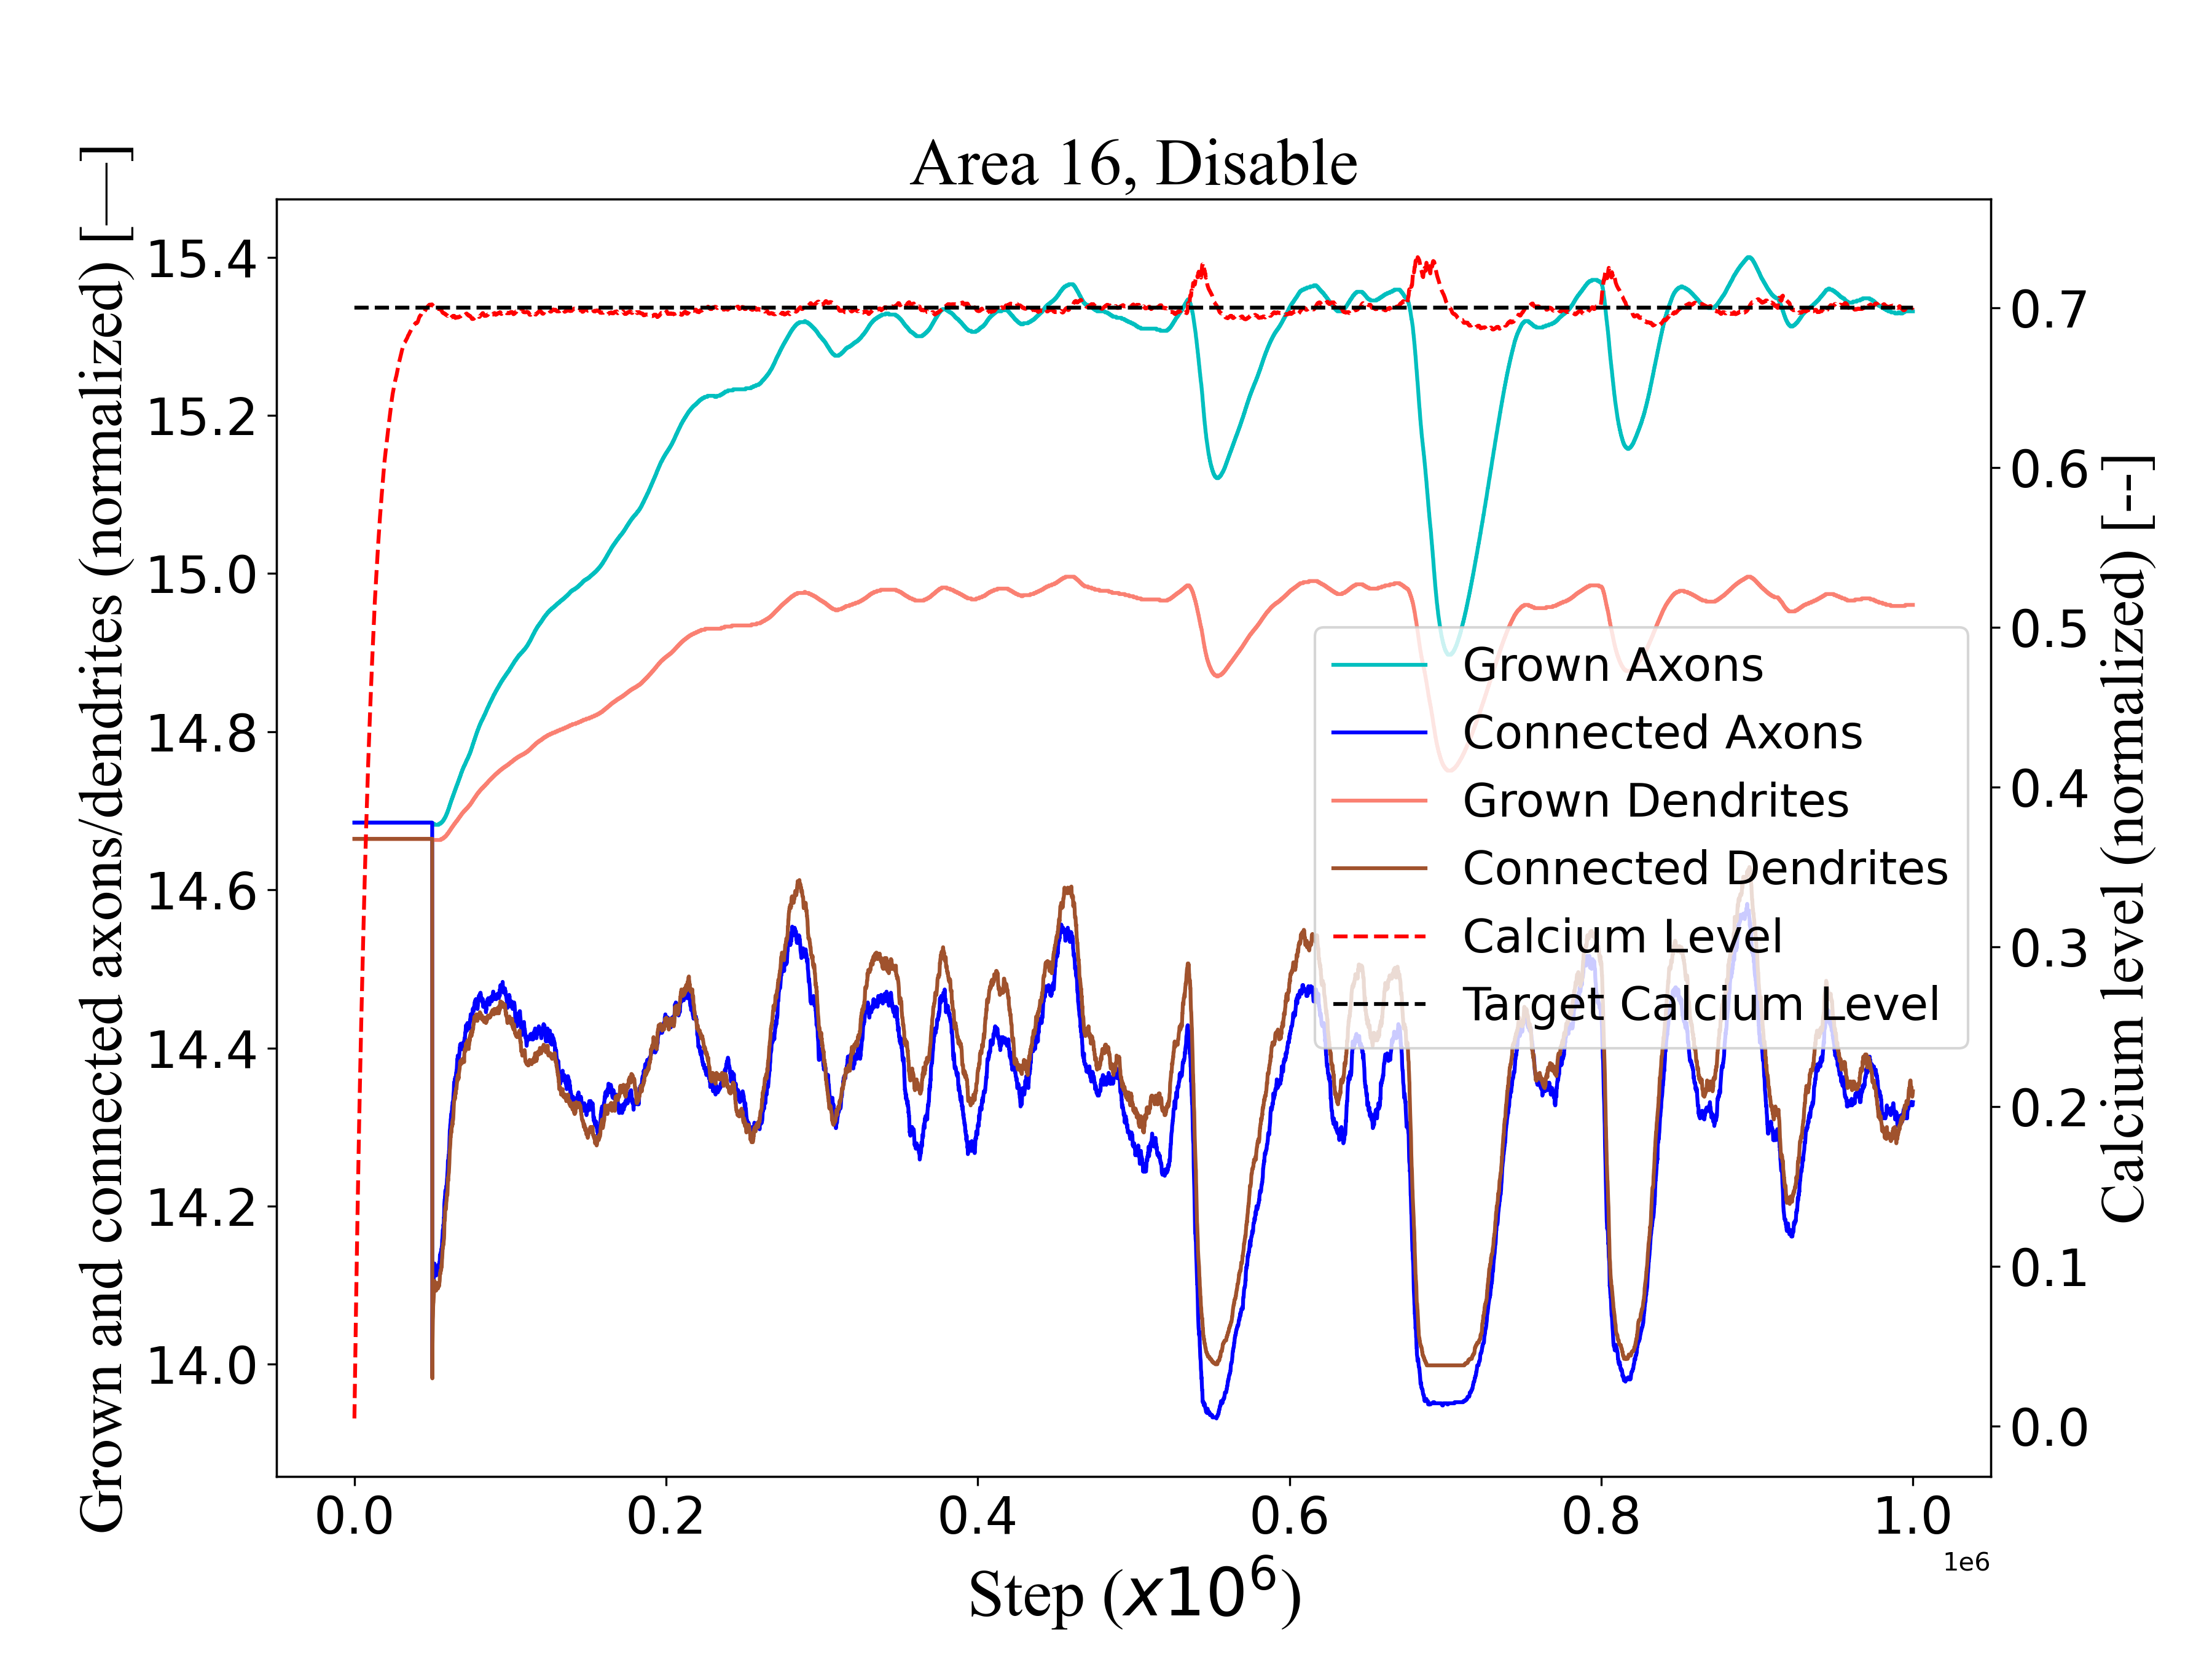 Area 16, Disable
Grown and connected axons/dendrites (normalized) [—]
15.4
15.2
15.0
14.8
14.6
14.4
14.2
14.0
0.7
0.6
0.5
0.4
0.3
0.2
0.1
0.0
Calcium level (normalized) [--]
Grown Axons
Connected Axons
Grown Dendrites
Connected Dendrites
Calcium Level
Target Calcium Level
0.0 0.2 0.4 0.6 0.8 1.0
1e6
Step (x10⁶)